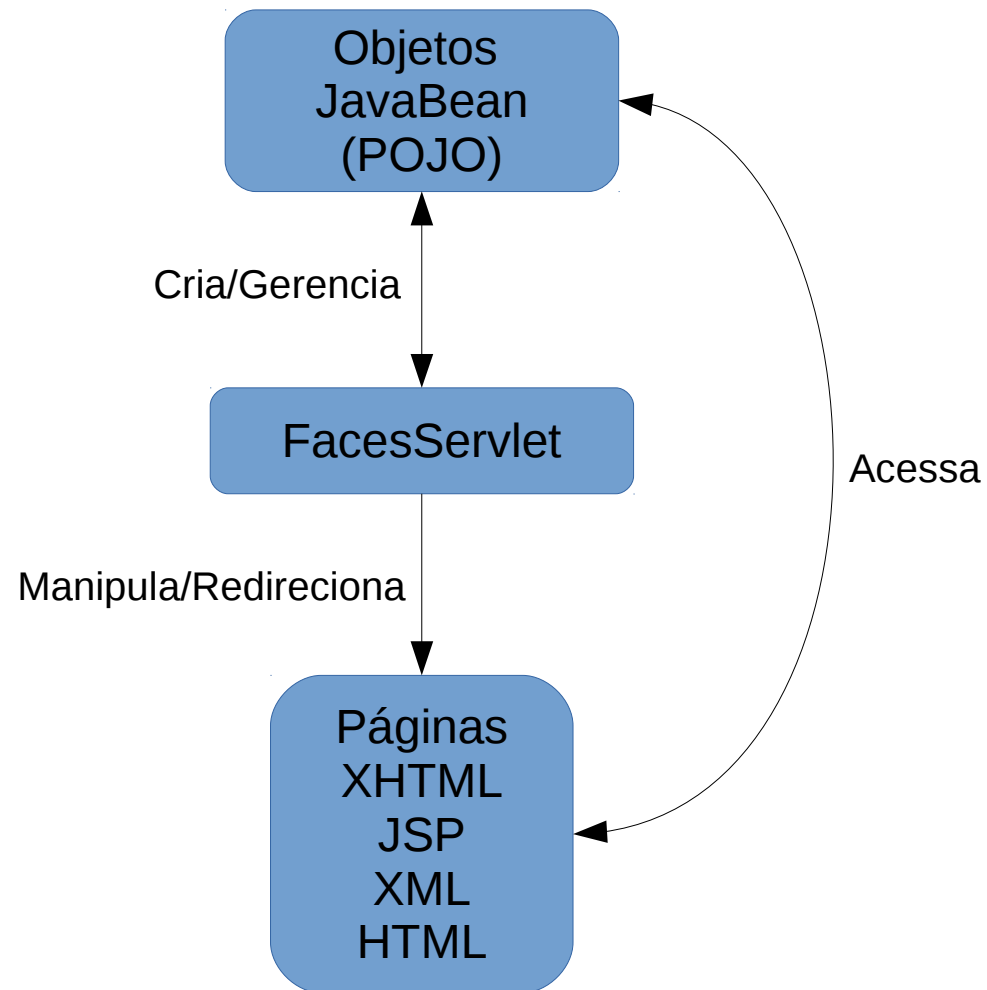 Objetos
JavaBean
(POJO)
Cria/Gerencia
FacesServlet
Acessa
Manipula/Redireciona
Páginas
XHTML
JSP
XML
HTML